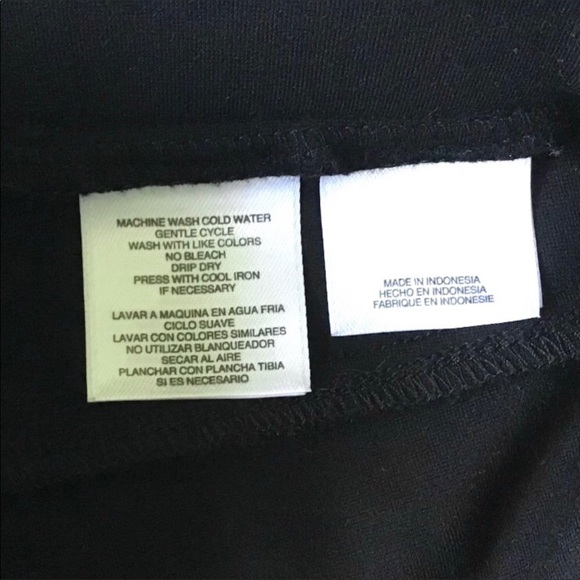 MACHINE WASH COLD WATER
GENTLE CYCLE
WASH WITH LIKE COLORS
NO BLEACH
DRIP DRY
PRESS WITH COOL IRON
IF NECESSARY
LAVAR A MAQUINA EN AGUA FRIA
CICLO SUAVE
LAVAR CON COLORES SIMILARES
NO UTILIZAR BLANQUEADOR
SECAR AL AIRE
PLANCHAR CON PLANCHA TIBIA
SI ES NECESARIO
MADE IN INDONESIA
HECHO EN INDONESIA
FABRIQUE EN INDONESIE